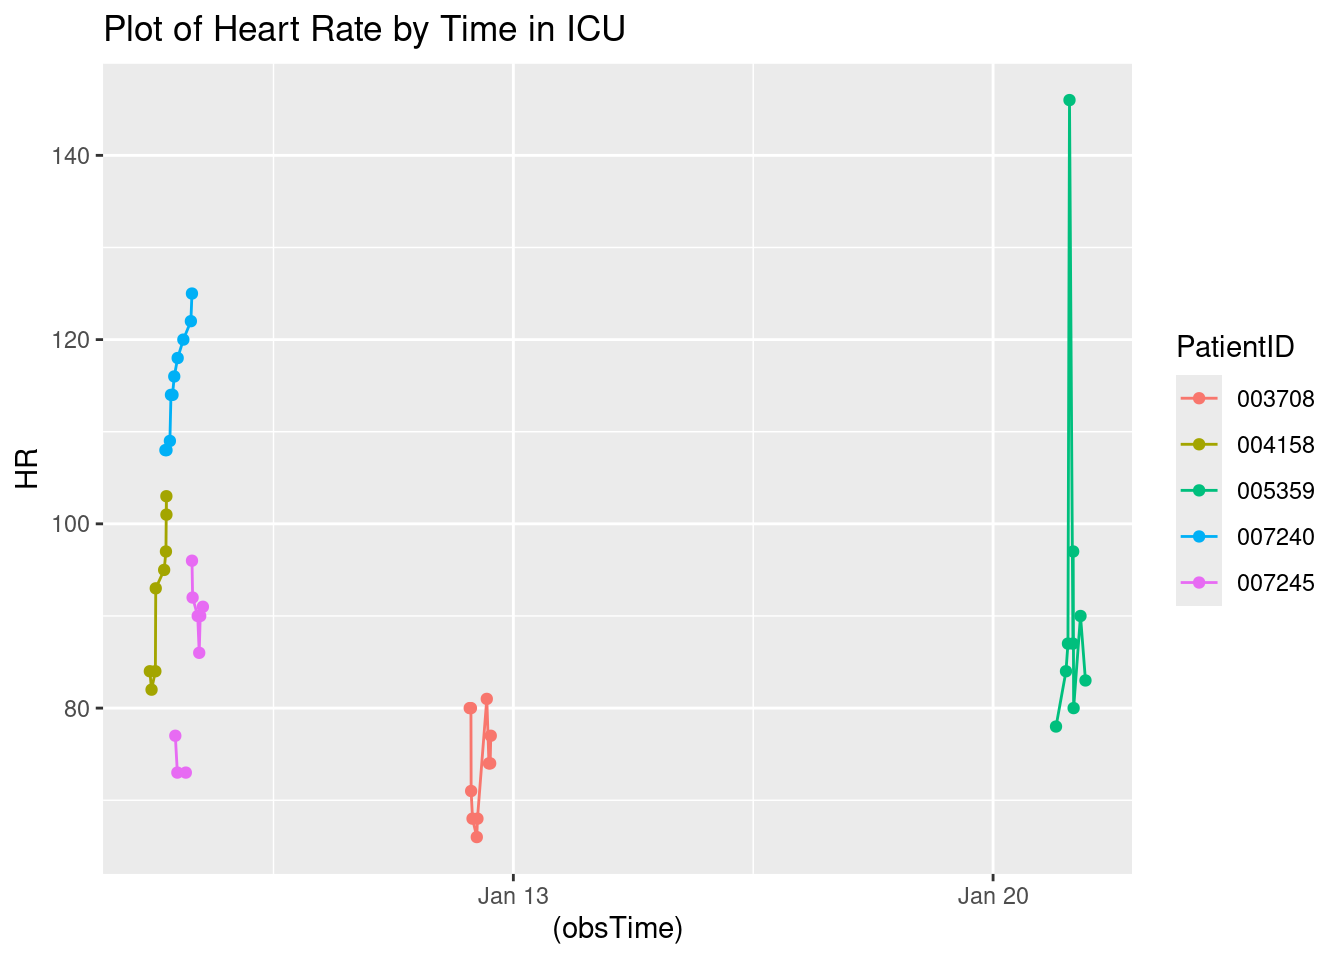 Plot of Heart Rate by Time in ICU
140
120
100
80
HR
Jan 13
Jan 20
(obsTime)
PatientID
003708
004158
005359
007240
007245